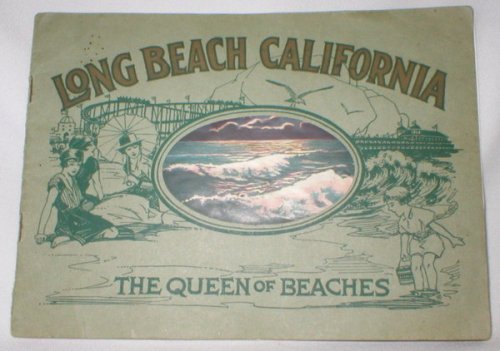 LONG BEACH CALIFORNIA
THE QUEEN OF BEACHES